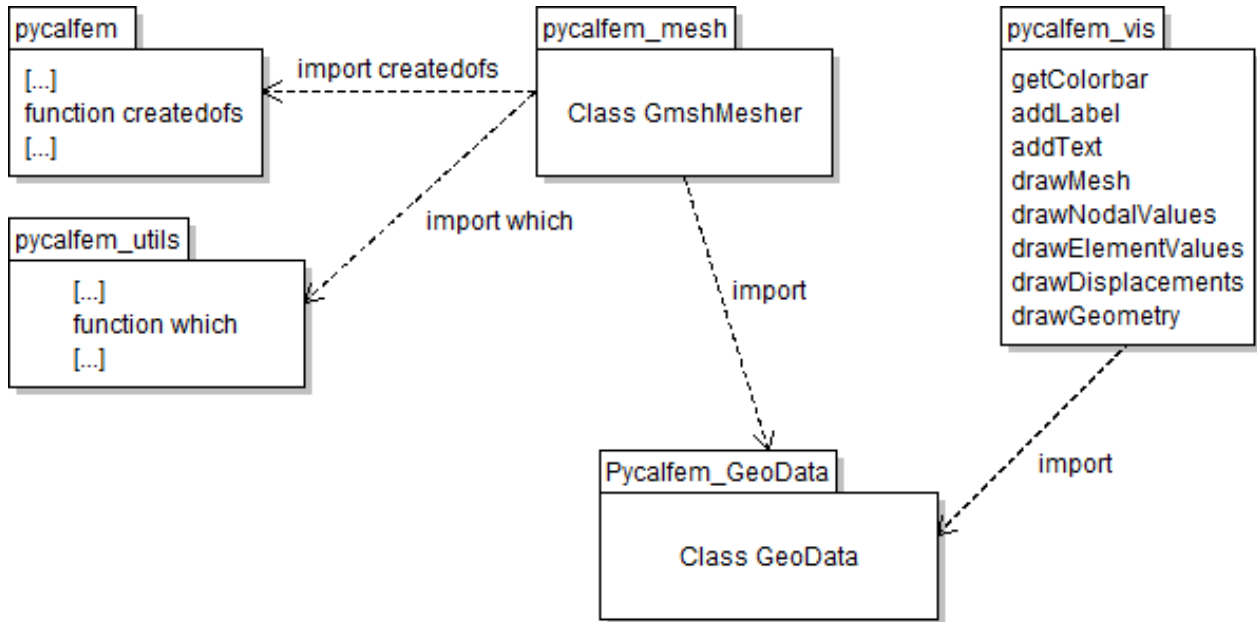 pycalfem
[...]
function createdofs
[...]
import createdofs
pycalfem_mesh
Class GmshMesher
pycalfem_vis
getColorbar
addLabel
addText
drawMesh
drawNodalValues
drawElementValues
drawDisplacements
drawGeometry
pycalfem_utils
[...]
function which
[...]
import which
import
import
Pycalfem_GeoData
Class GeoData